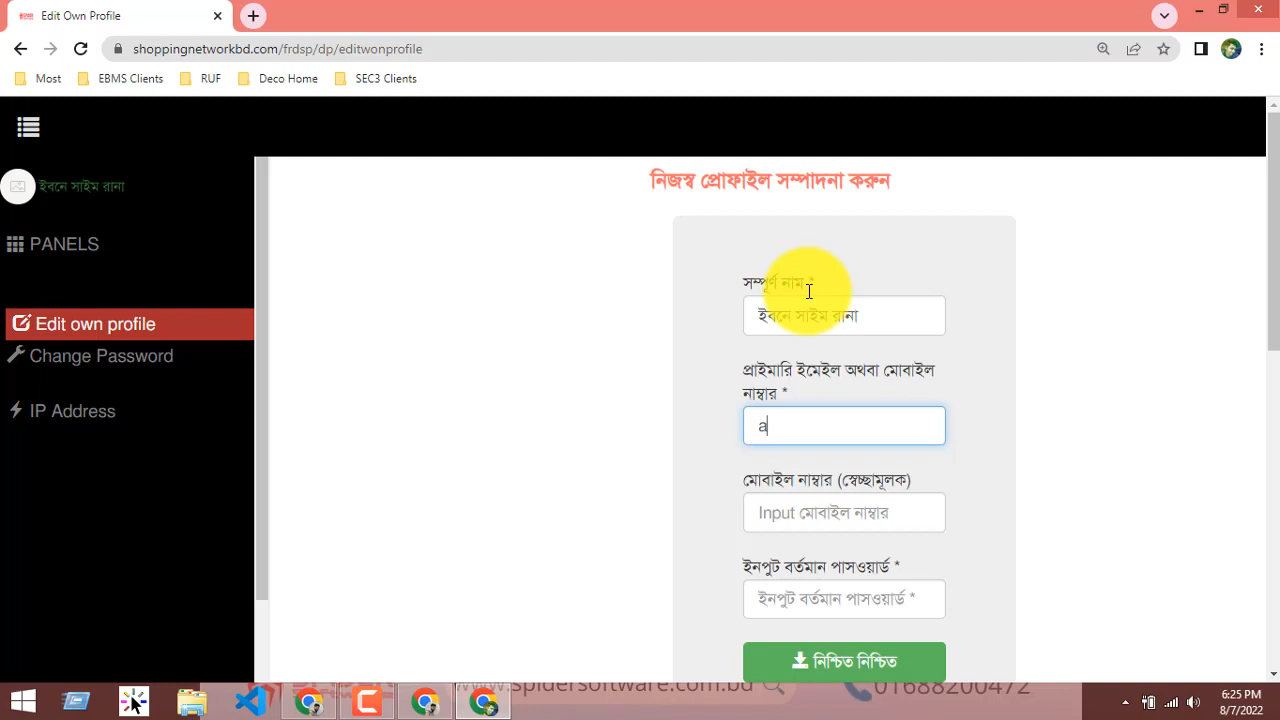 Edit Own Profile
shoppingnetworkbd.com/frdsp/dp/editwonprofile
Most EBMS Clients RUF Deco Home SEC3 Clients
ইবনে সাইম রানা
PANELS
Edit own profile
Change Password
IP Address
নিজস্ব প্রোফাইল সম্পাদনা করুন
সম্পূর্ণ নাম *
ইবনে সাইম রানা
প্রাইমারি ইমেইল অথবা মোবাইল
নাম্বার *
a
মোবাইল নাম্বার (স্বেচ্ছামূলক)
Input মোবাইল নাম্বার
ইনপুট বর্তমান পাসওয়ার্ড *
ইনপুট বর্তমান পাসওয়ার্ড *
নিশ্চিত নিশ্চিত
www.spidersoftware.com.bd 01688200472
6:25 PM
8/7/2022